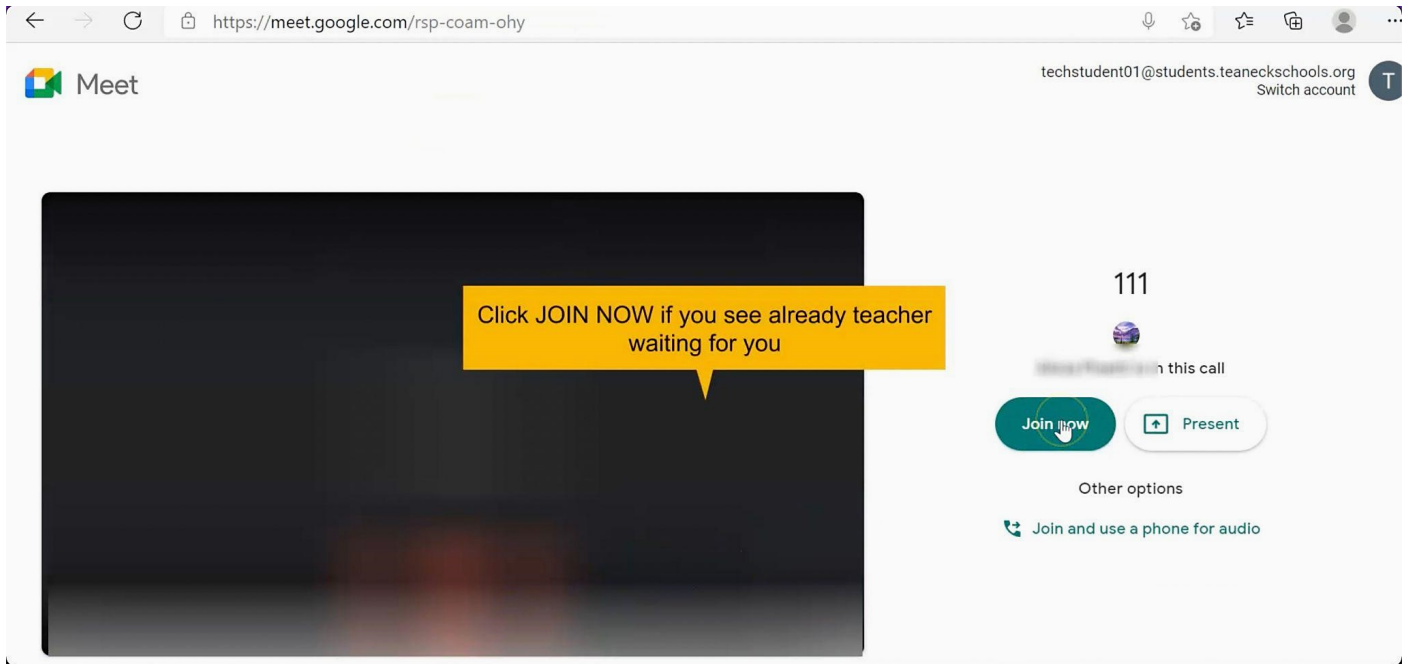 https://meet.google.com/rsp-coam-ohy
Meet
techstudent01@students.teaneckschools.org
Switch account
T
Click JOIN NOW if you see already teacher
waiting for you
111
this call
Join now
Present
Other options
Join and use a phone for audio